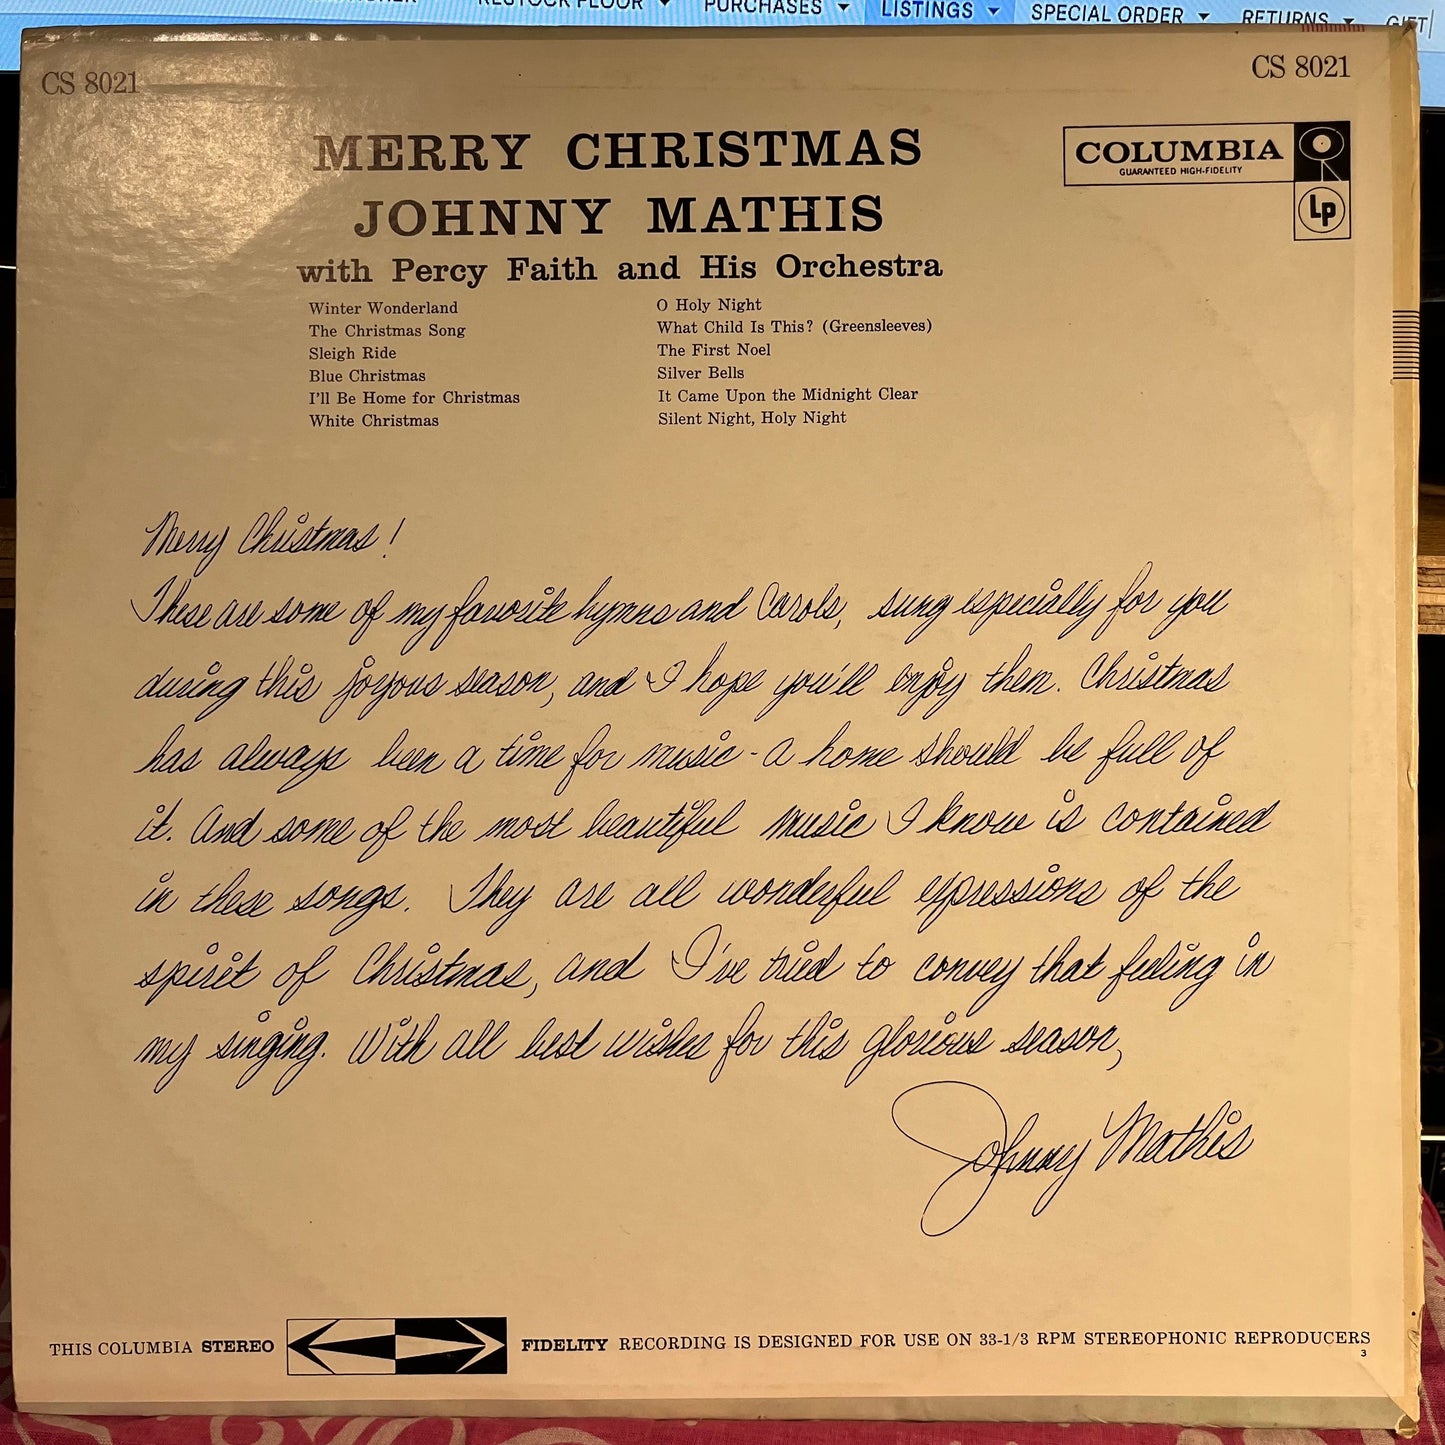 RESTOCK FLOOR PURCHASES LISTINGS SPECIAL ORDER RETURNS GIFT
CS 8021 CS 8021
MERRY CHRISTMAS
JOHNNY MATHIS
with Percy Faith and His Orchestra
COLUMBIA
GUARANTEED HIGH-FIDELITY
Lp
Winter Wonderland
The Christmas Song
Sleigh Ride
Blue Christmas
I'll Be Home for Christmas
White Christmas
O Holy Night
What Child Is This? (Greensleeves)
The First Noel
Silver Bells
It Came Upon the Midnight Clear
Silent Night, Holy Night
Merry Christmas!
These are some of my favorite hymns and Carols, sung especially for you
during this joyous season, and I hope you'll enjoy them. Christmas
has always been a time for music - a home should be full of
it. And some of the most beautiful music I know is contained
in these songs. They are all wonderful expressions of the
spirit of Christmas, and I've tried to convey that feeling in
my singing. With all best wishes for this glorious season,
Johnny Mathis
THIS COLUMBIA STEREO FIDELITY RECORDING IS DESIGNED FOR USE ON 33-1/3 RPM STEREOPHONIC REPRODUCERS
3